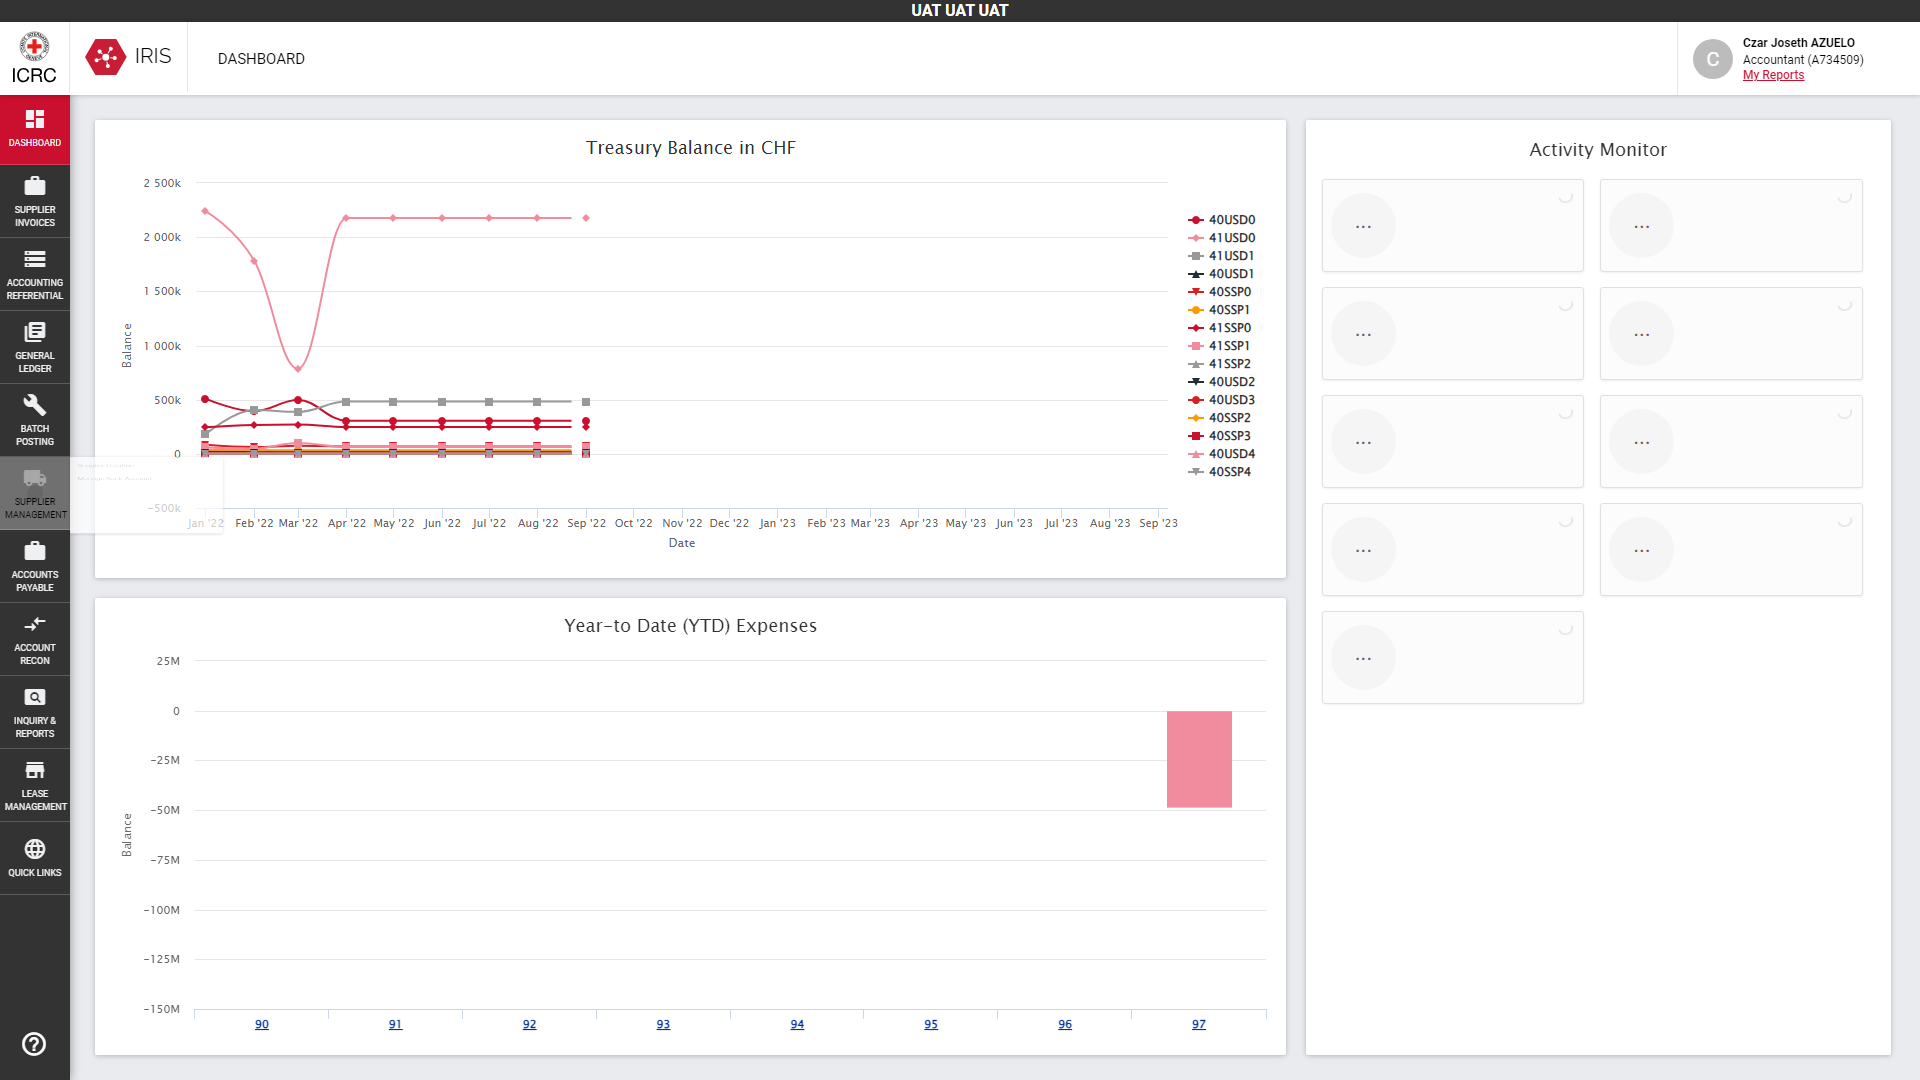 UAT UAT UAT
ICRC
IRIS
DASHBOARD
Czar Joseth AZUELO
Accountant (A734509)
My Reports
C
DASHBOARD
SUPPLIER
INVOICES
ACCOUNTING
REFERENTIAL
GENERAL
LEDGER
BATCH
POSTING
SUPPLIER
MANAGEMENT
ACCOUNTS
PAYABLE
ACCOUNT
RECON
INQUIRY &
REPORTS
LEASE
MANAGEMENT
QUICK LINKS
Treasury Balance in CHF
2 500k
2 000k
1 500k
1 000k
500k
0
-500k
Balance
Jan '22 Feb '22 Mar '22 Apr '22 May '22 Jun '22 Jul '22 Aug '22 Sep '22 Oct '22 Nov '22 Dec '22 Jan '23 Feb '23 Mar '23 Apr '23 May '23 Jun '23 Jul '23 Aug '23 Sep '23
Date
40USD0
41USD0
41USD1
40USD1
40SSP0
40SSP1
41SSP0
41SSP1
41SSP2
40USD2
40USD3
40SSP2
40SSP3
40USD4
40SSP4
Year-to Date (YTD) Expenses
25M
0
-25M
-50M
-75M
-100M
-125M
-150M
Balance
90 91 92 93 94 95 96 97
Activity Monitor
... ...
... ...
... ...
... ...
...